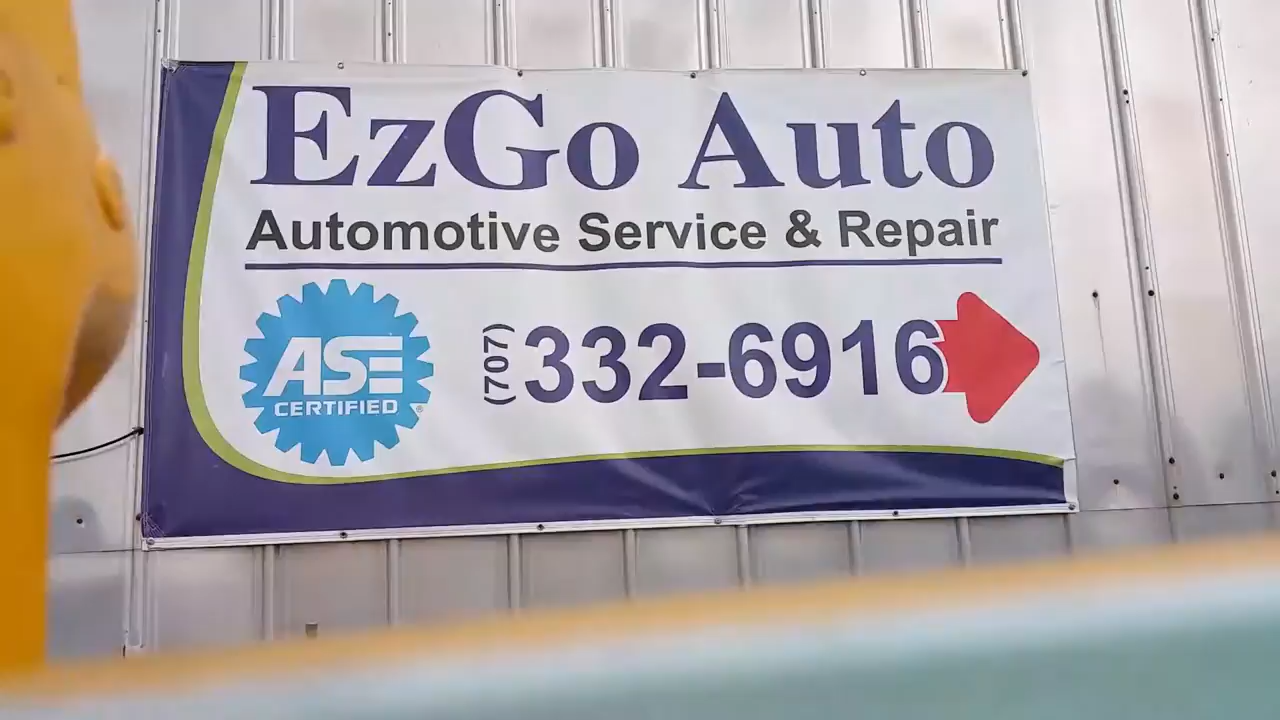 EzGo Auto
Automotive Service & Repair
ASE
CERTIFIED®
(707) 332-6916